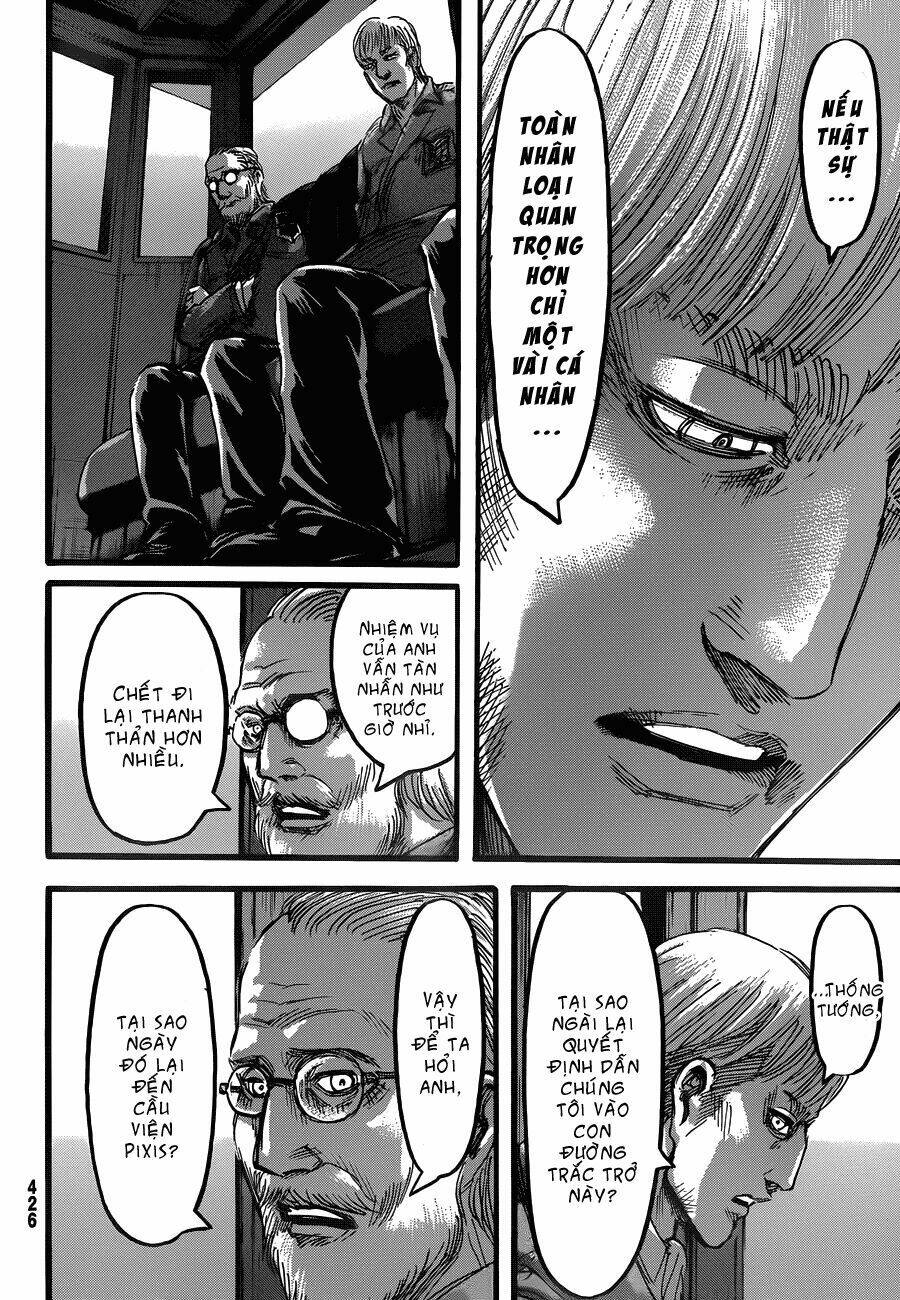 NẾU
THẬT
SỰ
...
TOÀN
NHÂN
LOẠI
QUAN
TRỌNG
HƠN
CHỈ
MỘT
VÀI CÁ
NHÂN
...
NHIỆM VỤ
CỦA ANH
VẪN TÀN
NHẪN NHƯ
TRƯỚC
GIỜ NHỈ.
CHẾT ĐI
LẠI THANH
THẢN HƠN
NHIỀU.
...THỐNG
TƯỚNG,
TẠI SAO
NGÀI LẠI
QUYẾT
ĐỊNH DẪN
CHÚNG
TÔI VÀO
CON
ĐƯỜNG
TRẮC TRỞ
NÀY?
VẬY
THÌ
ĐỂ TA
HỎI
ANH,
TẠI SAO
NGÀY
ĐÓ LẠI
ĐẾN
CẦU
VIỆN
PIXIS?
426